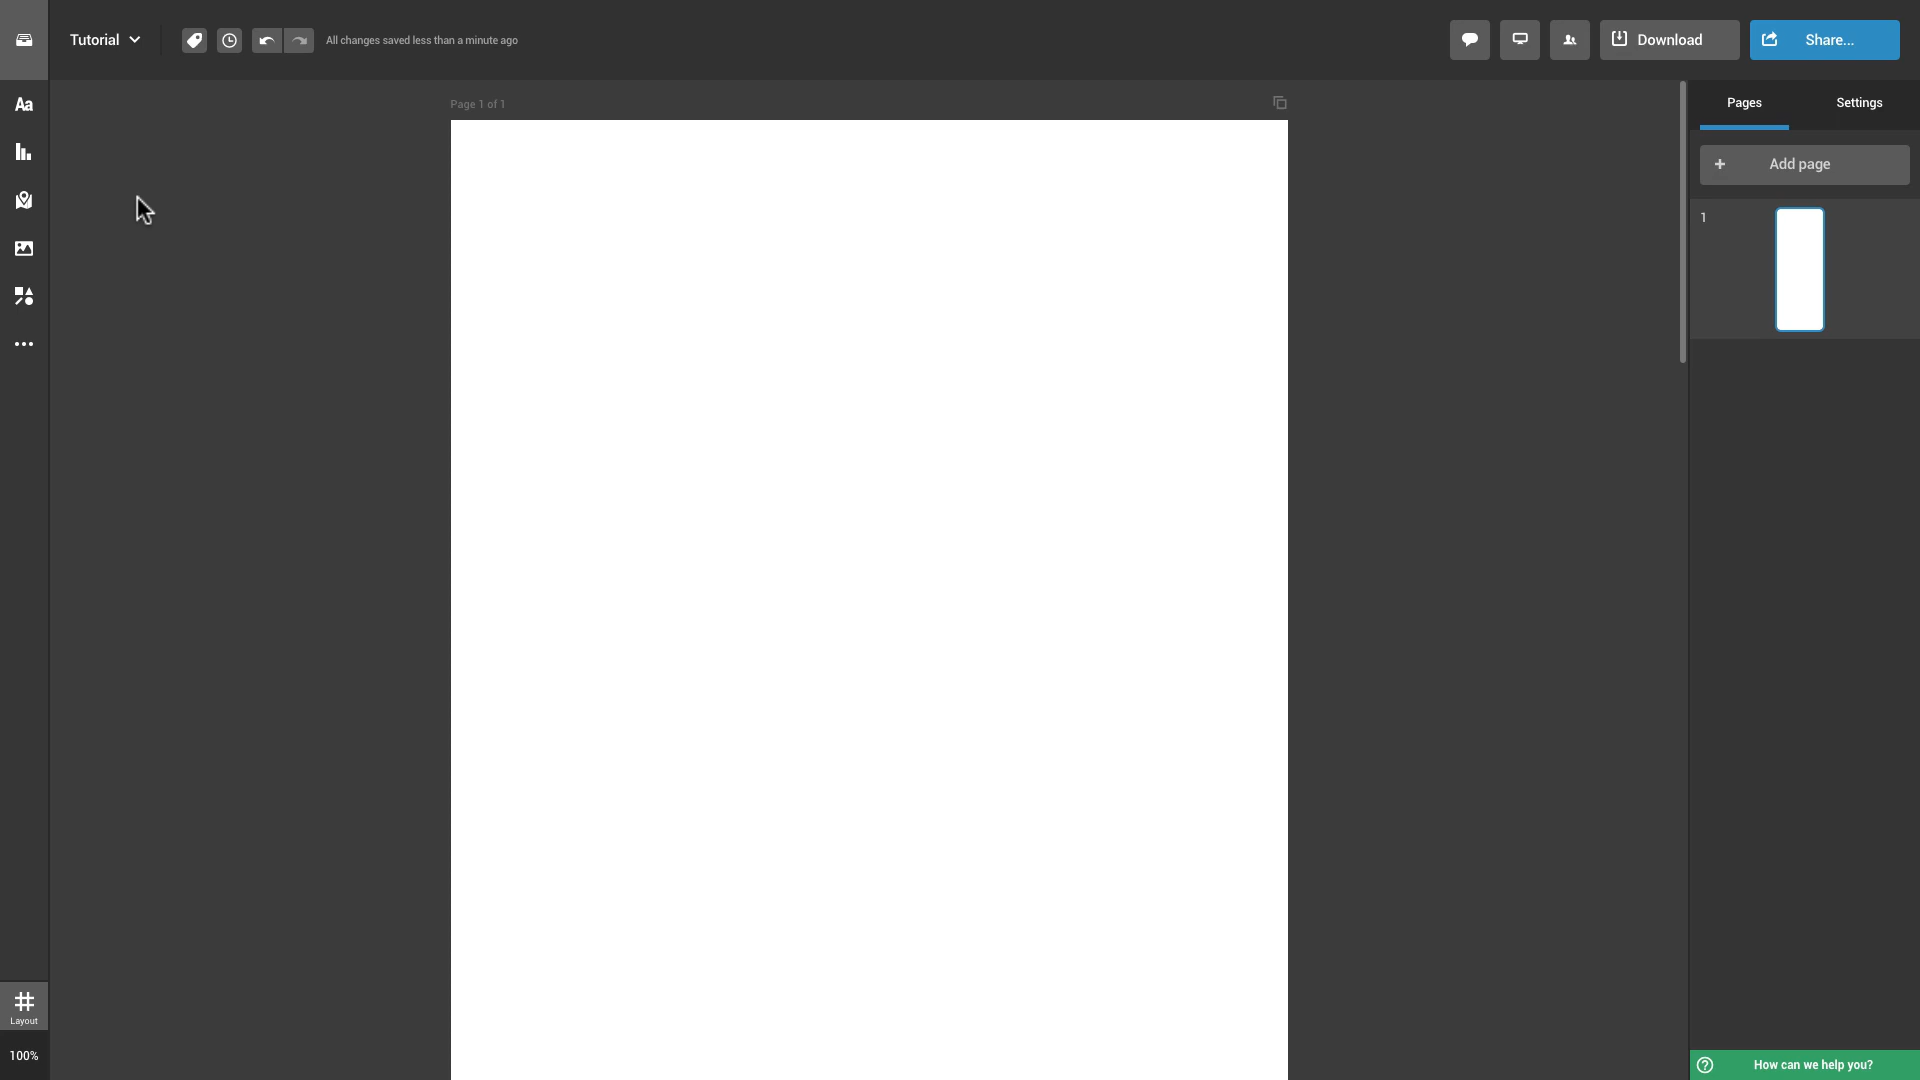 Tutorial
All changes saved less than a minute ago
Download
Share...
Aa
Page 1 of 1
Pages
Settings
+ Add page
1
Layout
100%
How can we help you?